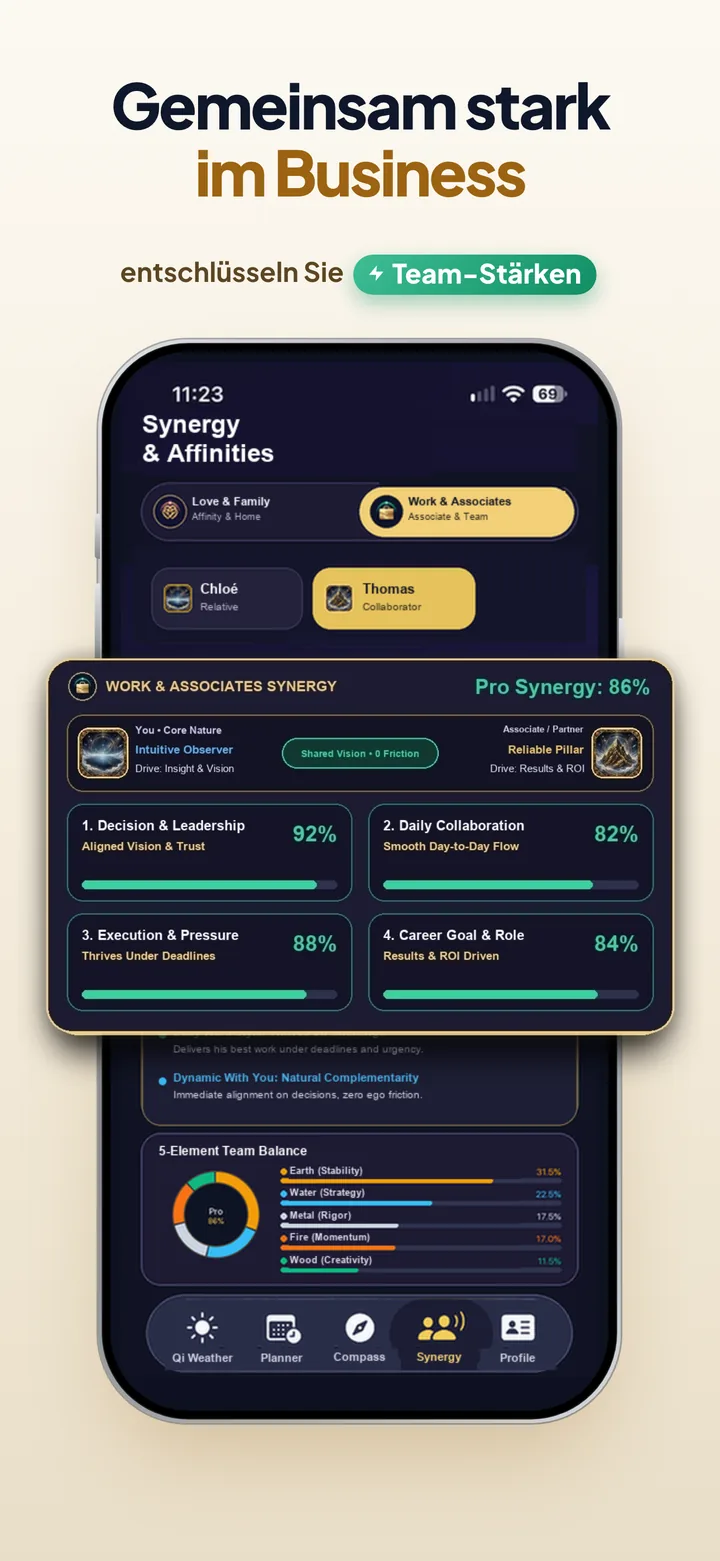 Gemeinsam stark
im Business
entschlüsseln Sie Team-Stärken
11:23
69
Synergy
& Affinities
Love & Family
Affinity & Home
Work & Associates
Associate & Team
Chloé
Relative
Thomas
Collaborator
WORK & ASSOCIATES SYNERGY
Pro Synergy: 86%
You • Core Nature
Intuitive Observer
Drive: Insight & Vision
Shared Vision • 0 Friction
Associate / Partner
Reliable Pillar
Drive: Results & ROI
1. Decision & Leadership
92%
Aligned Vision & Trust
2. Daily Collaboration
82%
Smooth Day-to-Day Flow
3. Execution & Pressure
88%
Thrives Under Deadlines
4. Career Goal & Role
84%
Results & ROI Driven
Delivers his best work under deadlines and urgency.
Dynamic With You: Natural Complementarity
Immediate alignment on decisions, zero ego friction.
5-Element Team Balance
Pro
86%
Earth (Stability) 31.5%
Water (Strategy) 22.5%
Metal (Rigor) 17.5%
Fire (Momentum) 17.0%
Wood (Creativity) 11.5%
Qi Weather
Planner
Compass
Synergy
Profile